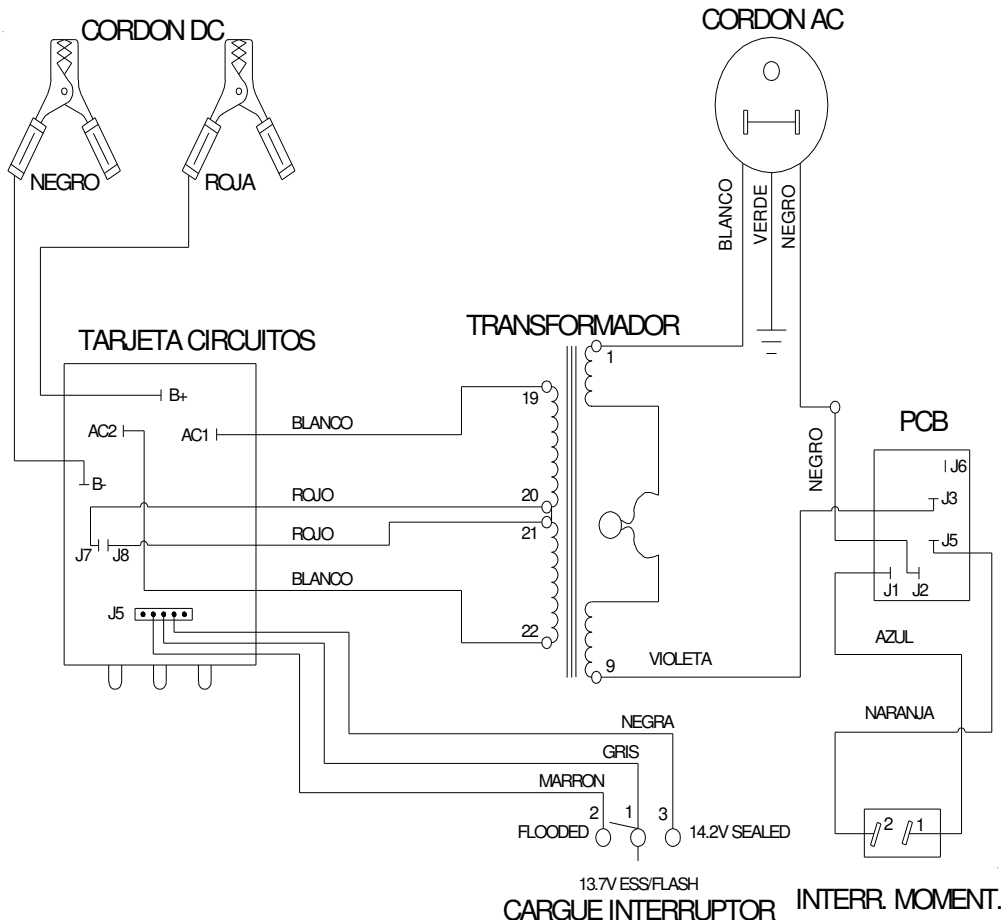 CORDON DC
CORDON AC
NEGRO
ROJA
BLANCO
VERDE
NEGRO
TARJETA CIRCUITOS
TRANSFORMADOR
1
B+
19
AC2
AC1
BLANCO
PCB
NEGRO
J6
B-
ROJO
20
J3
ROJO
21
J7
J8
J5
BLANCO
J1
J2
J5
22
9
VIOLETA
AZUL
NEGRA
NARANJA
GRIS
MARRON
2
1
3
FLOODED
14.2V SEALED
2
1
13.7V ESS/FLASH
CARGUE INTERRUPTOR
INTERR. MOMENT.